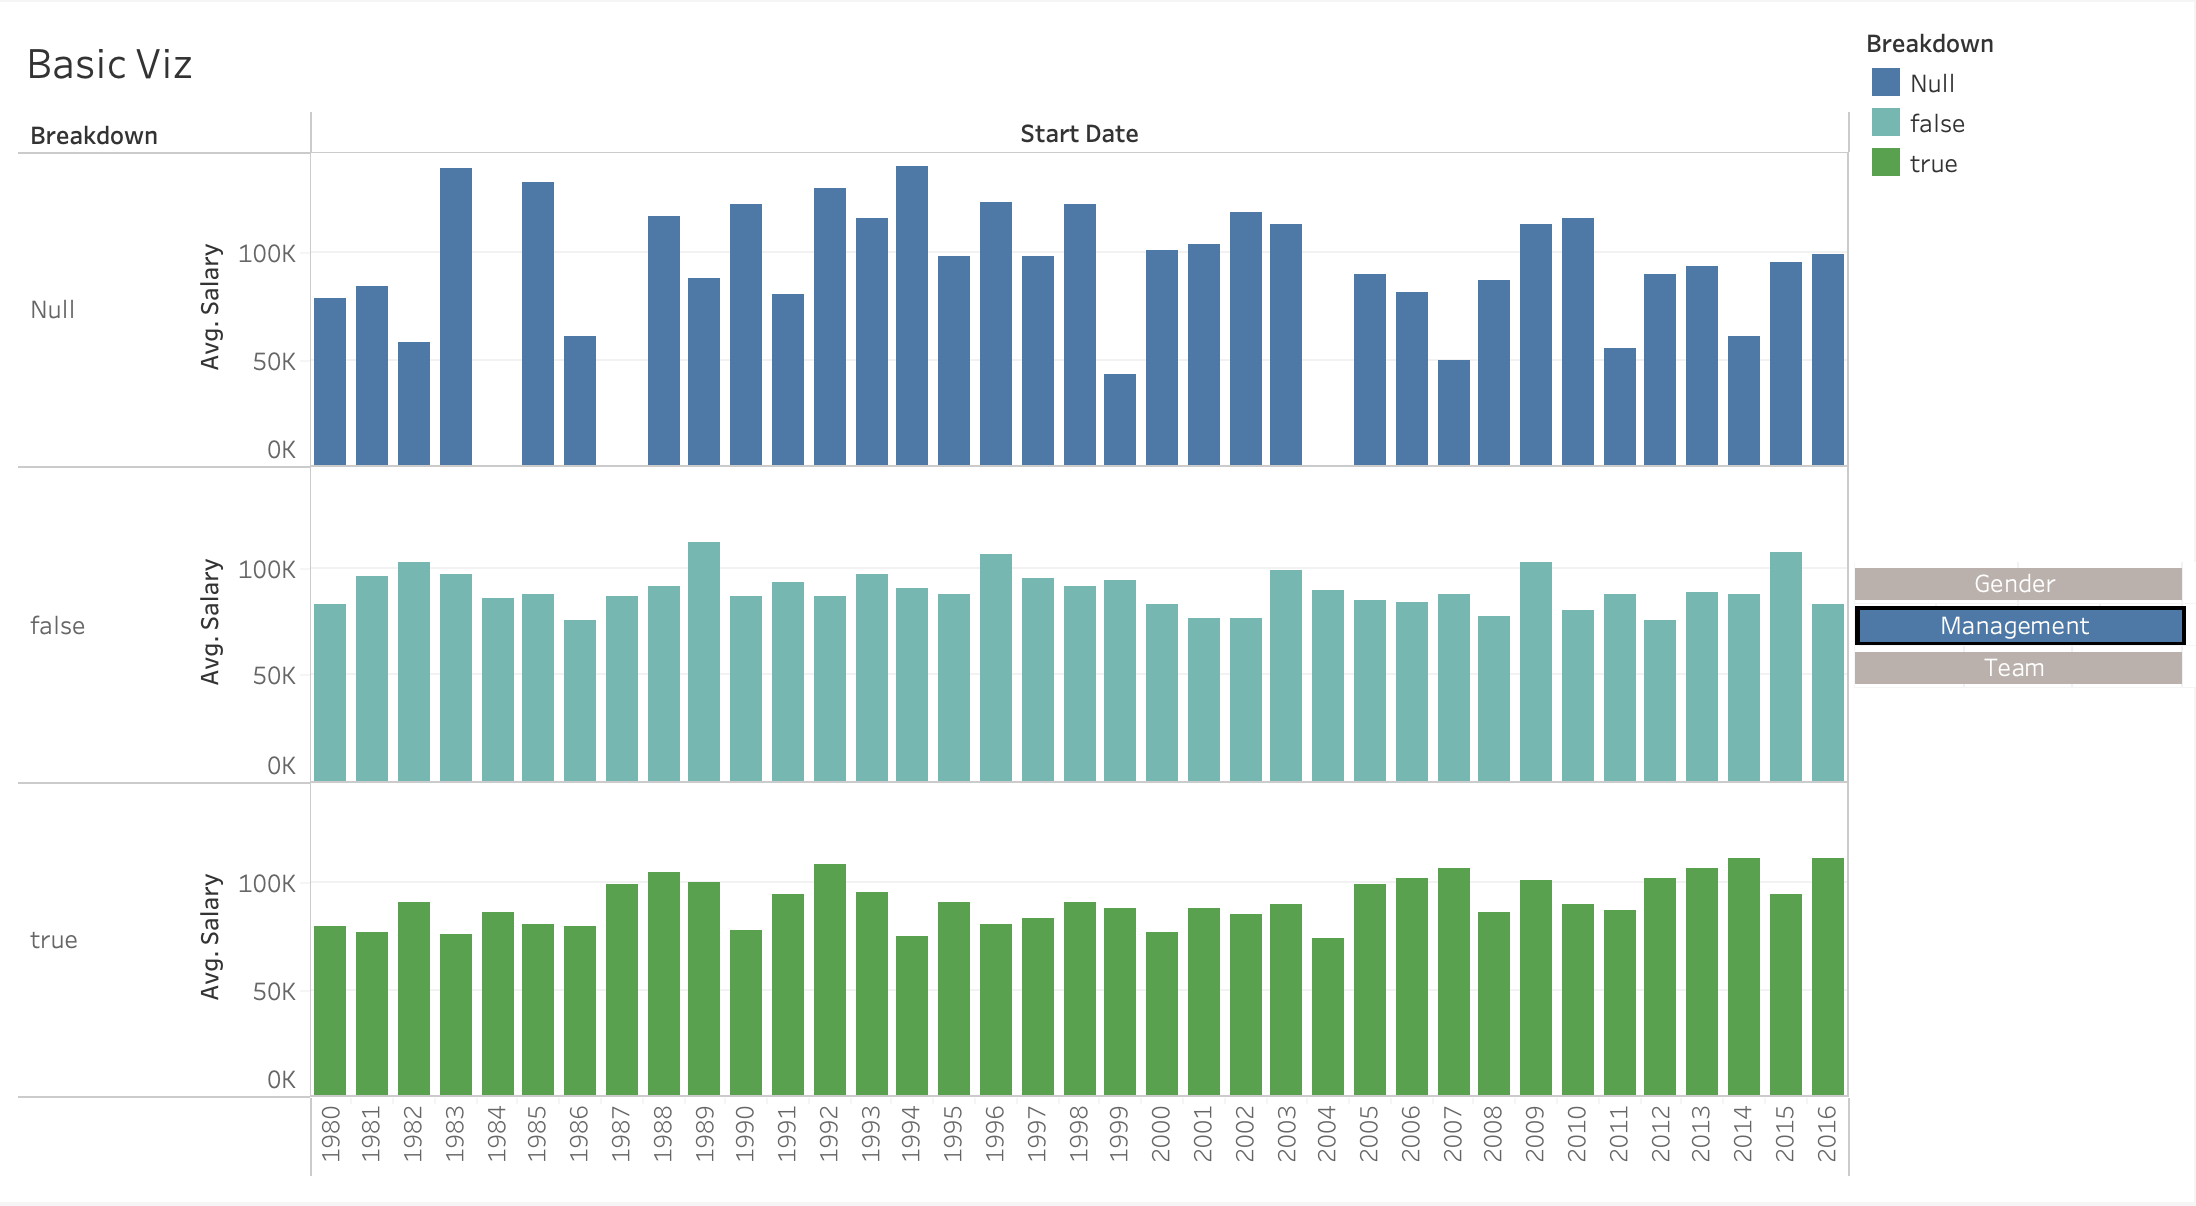 Basic Viz
Breakdown
Start Date
Null
Avg. Salary
100K
50K
0K
false
Avg. Salary
100K
50K
0K
true
Avg. Salary
100K
50K
0K
1980 1981 1982 1983 1984 1985 1986 1987 1988 1989 1990 1991 1992 1993 1994 1995 1996 1997 1998 1999 2000 2001 2002 2003 2004 2005 2006 2007 2008 2009 2010 2011 2012 2013 2014 2015 2016
Breakdown
Null
false
true
Gender
Management
Team